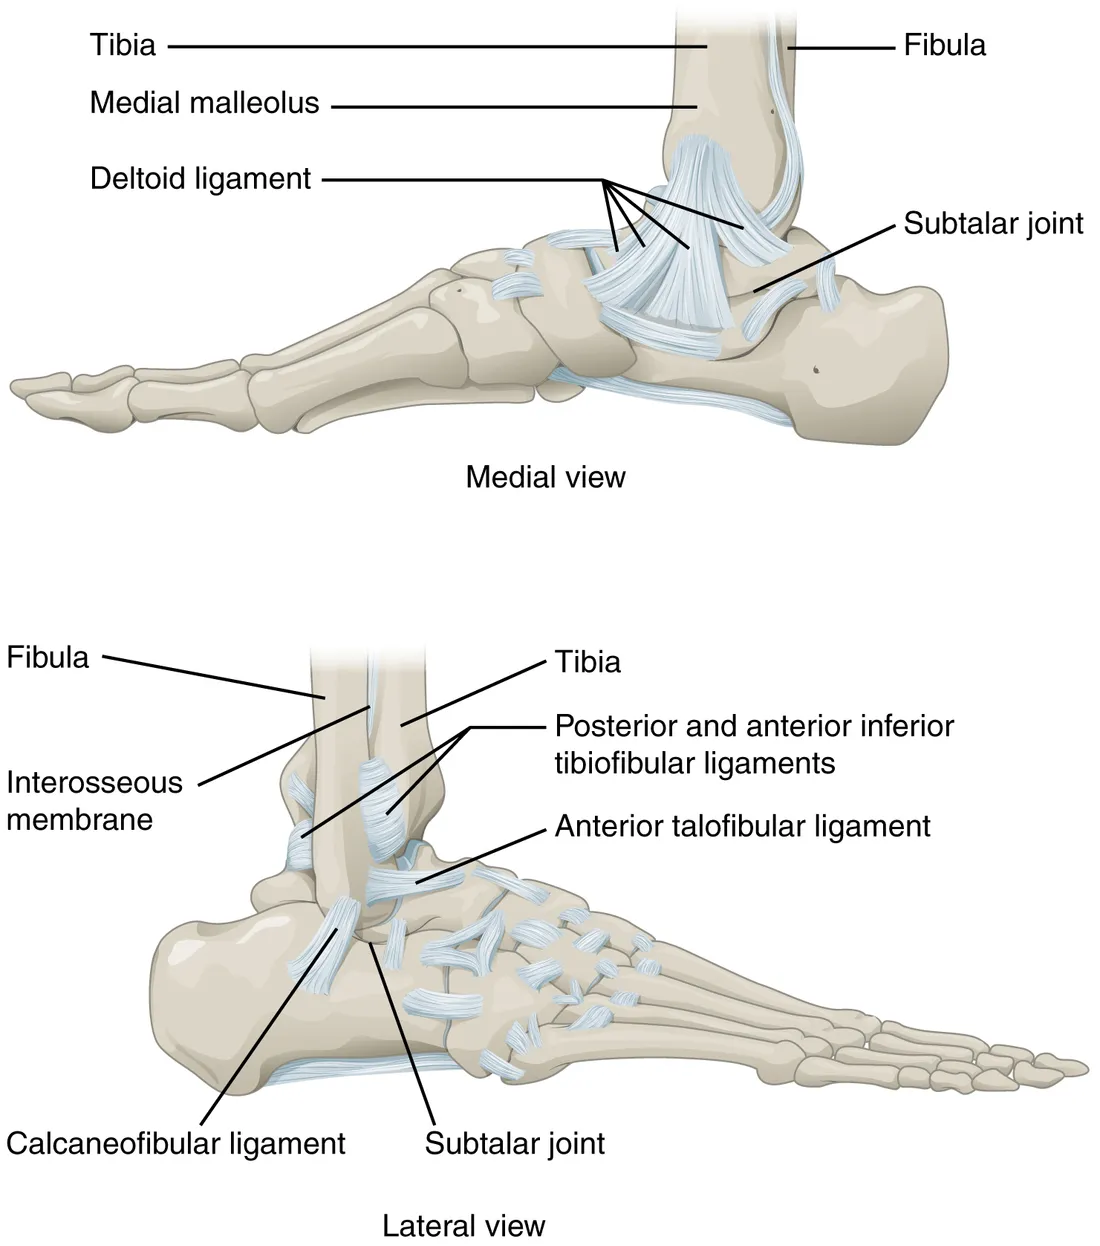 Tibia
Fibula
Medial malleolus
Deltoid ligament
Subtalar joint
Medial view
Fibula
Tibia
Posterior and anterior inferior
tibiofibular ligaments
Interosseous
membrane
Anterior talofibular ligament
Calcaneofibular ligament
Subtalar joint
Lateral view